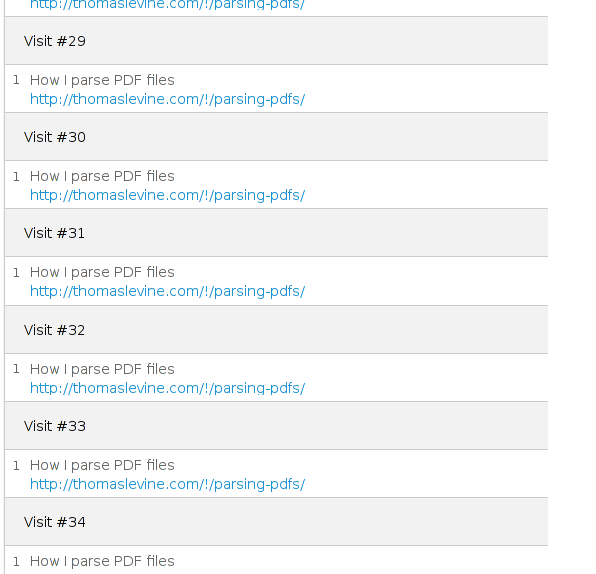 http://thomaslevine.com/!/parsing-pdfs/
Visit #29
1 How I parse PDF files
http://thomaslevine.com/!/parsing-pdfs/
Visit #30
1 How I parse PDF files
http://thomaslevine.com/!/parsing-pdfs/
Visit #31
1 How I parse PDF files
http://thomaslevine.com/!/parsing-pdfs/
Visit #32
1 How I parse PDF files
http://thomaslevine.com/!/parsing-pdfs/
Visit #33
1 How I parse PDF files
http://thomaslevine.com/!/parsing-pdfs/
Visit #34
1 How I parse PDF files